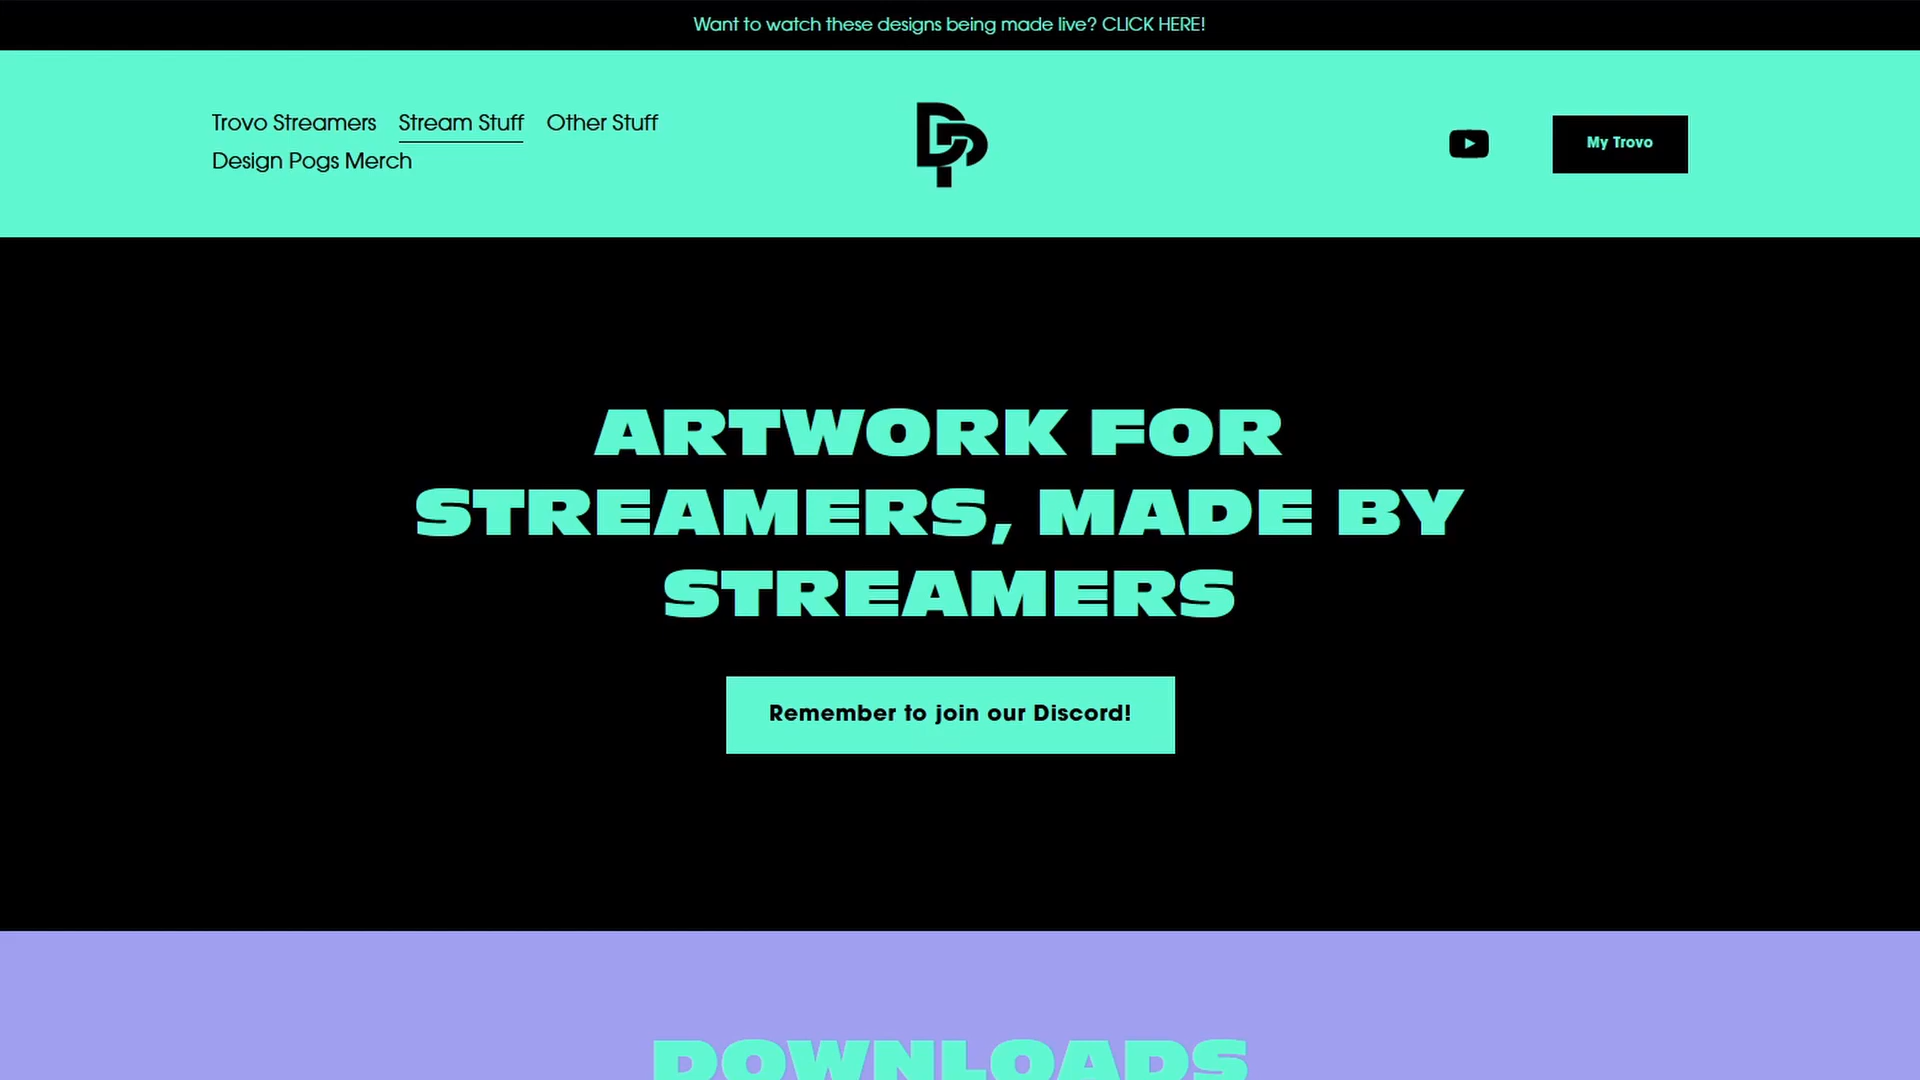 Want to watch these designs being made live? CLICK HERE!
Trovo Streamers Stream Stuff Other Stuff
Design Pogs Merch
DP
My Trovo
ARTWORK FOR
STREAMERS, MADE BY
STREAMERS
Remember to join our Discord!
DOWNLOADS